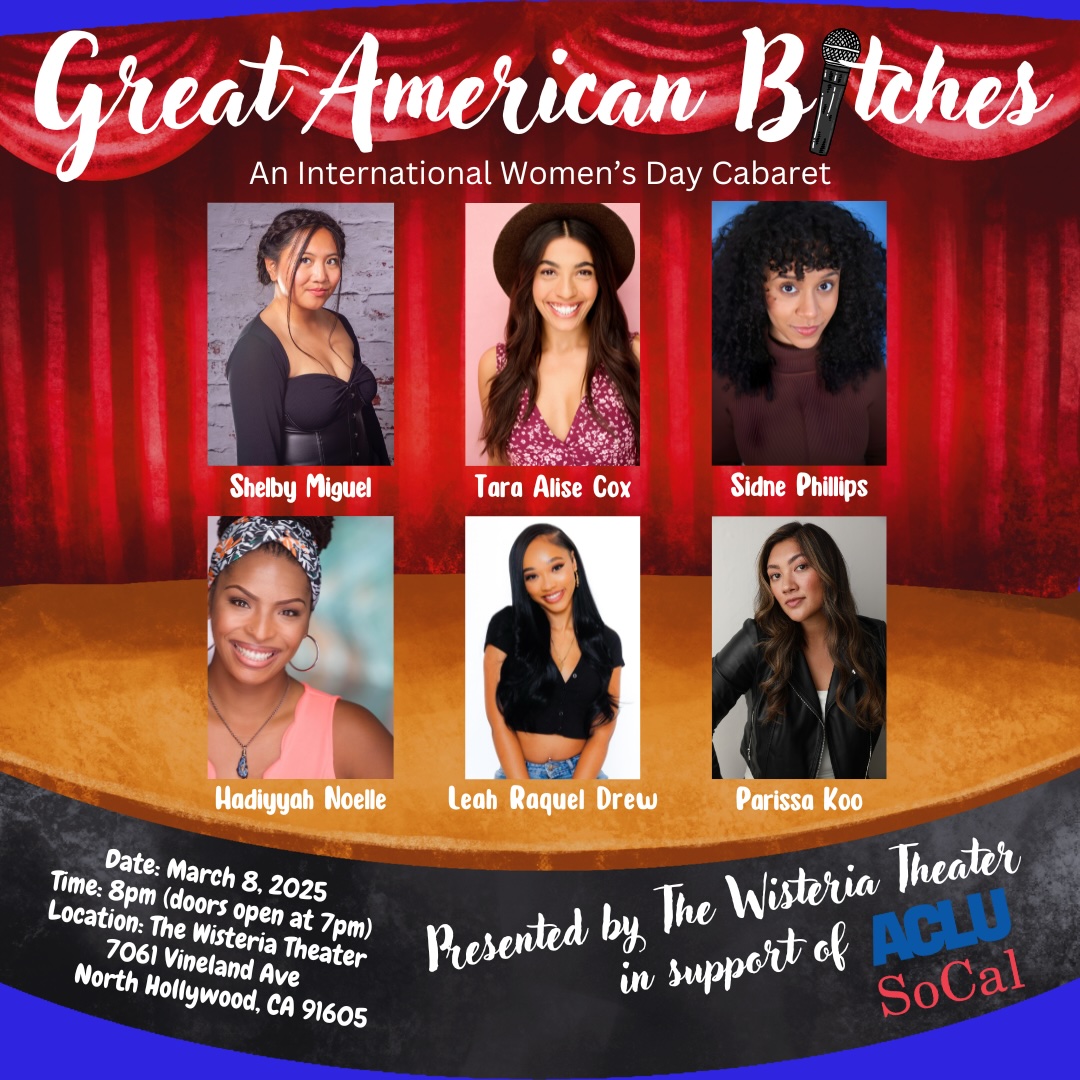 Great American Bitches
An International Women's Day Cabaret
Shelby Miguel
Tara Alise Cox
Sidne Phillips
Hadiyyah Noelle
Leah Raquel Drew
Parissa Koo
Date: March 8, 2025
Time: 8pm (doors open at 7pm)
Location: The Wisteria Theater
7061 Vineland Ave
North Hollywood, CA 91605
Presented by The Wisteria Theater
in support of ACLU
SoCal